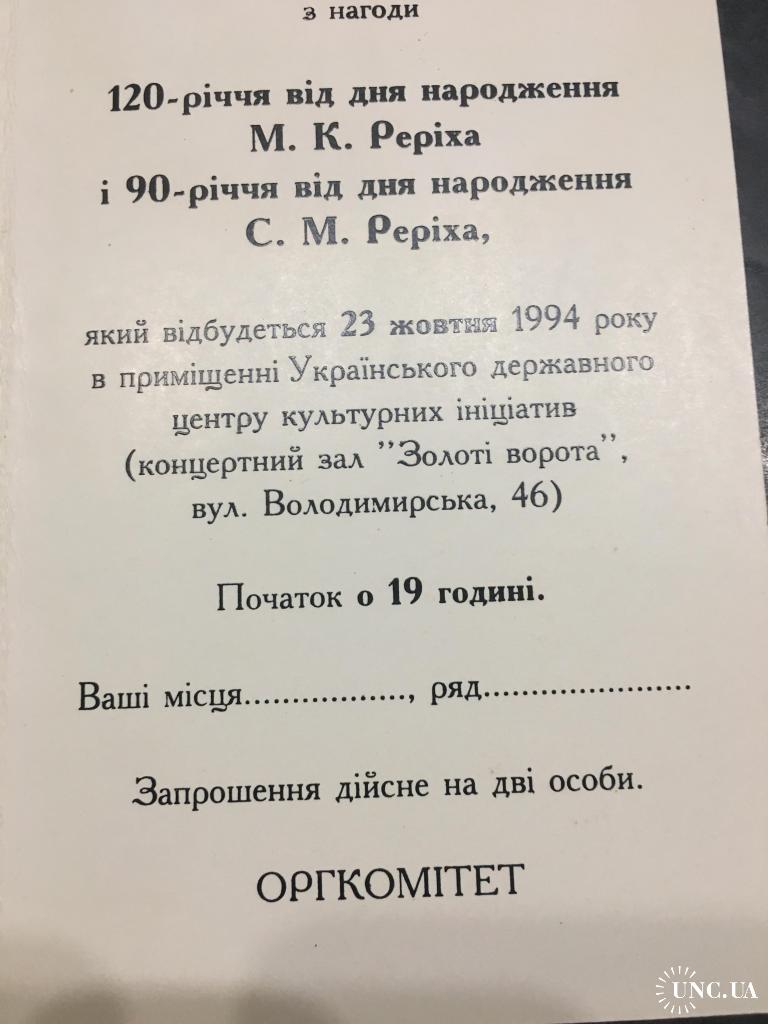 з нагоди
120-річчя від дня народження
М. К. Реріха
і 90-річчя від дня народження
С. М. Реріха,
який відбудеться 23 жовтня 1994 року
в приміщенні Українського державного
центру культурних ініціатив
(концертний зал "Золоті ворота",
вул. Володимирська, 46)
Початок о 19 годині.
Ваші місця................., ряд......................
Запрошення дійсне на дві особи.
ОРГКОМІТЕТ
UNC.UA